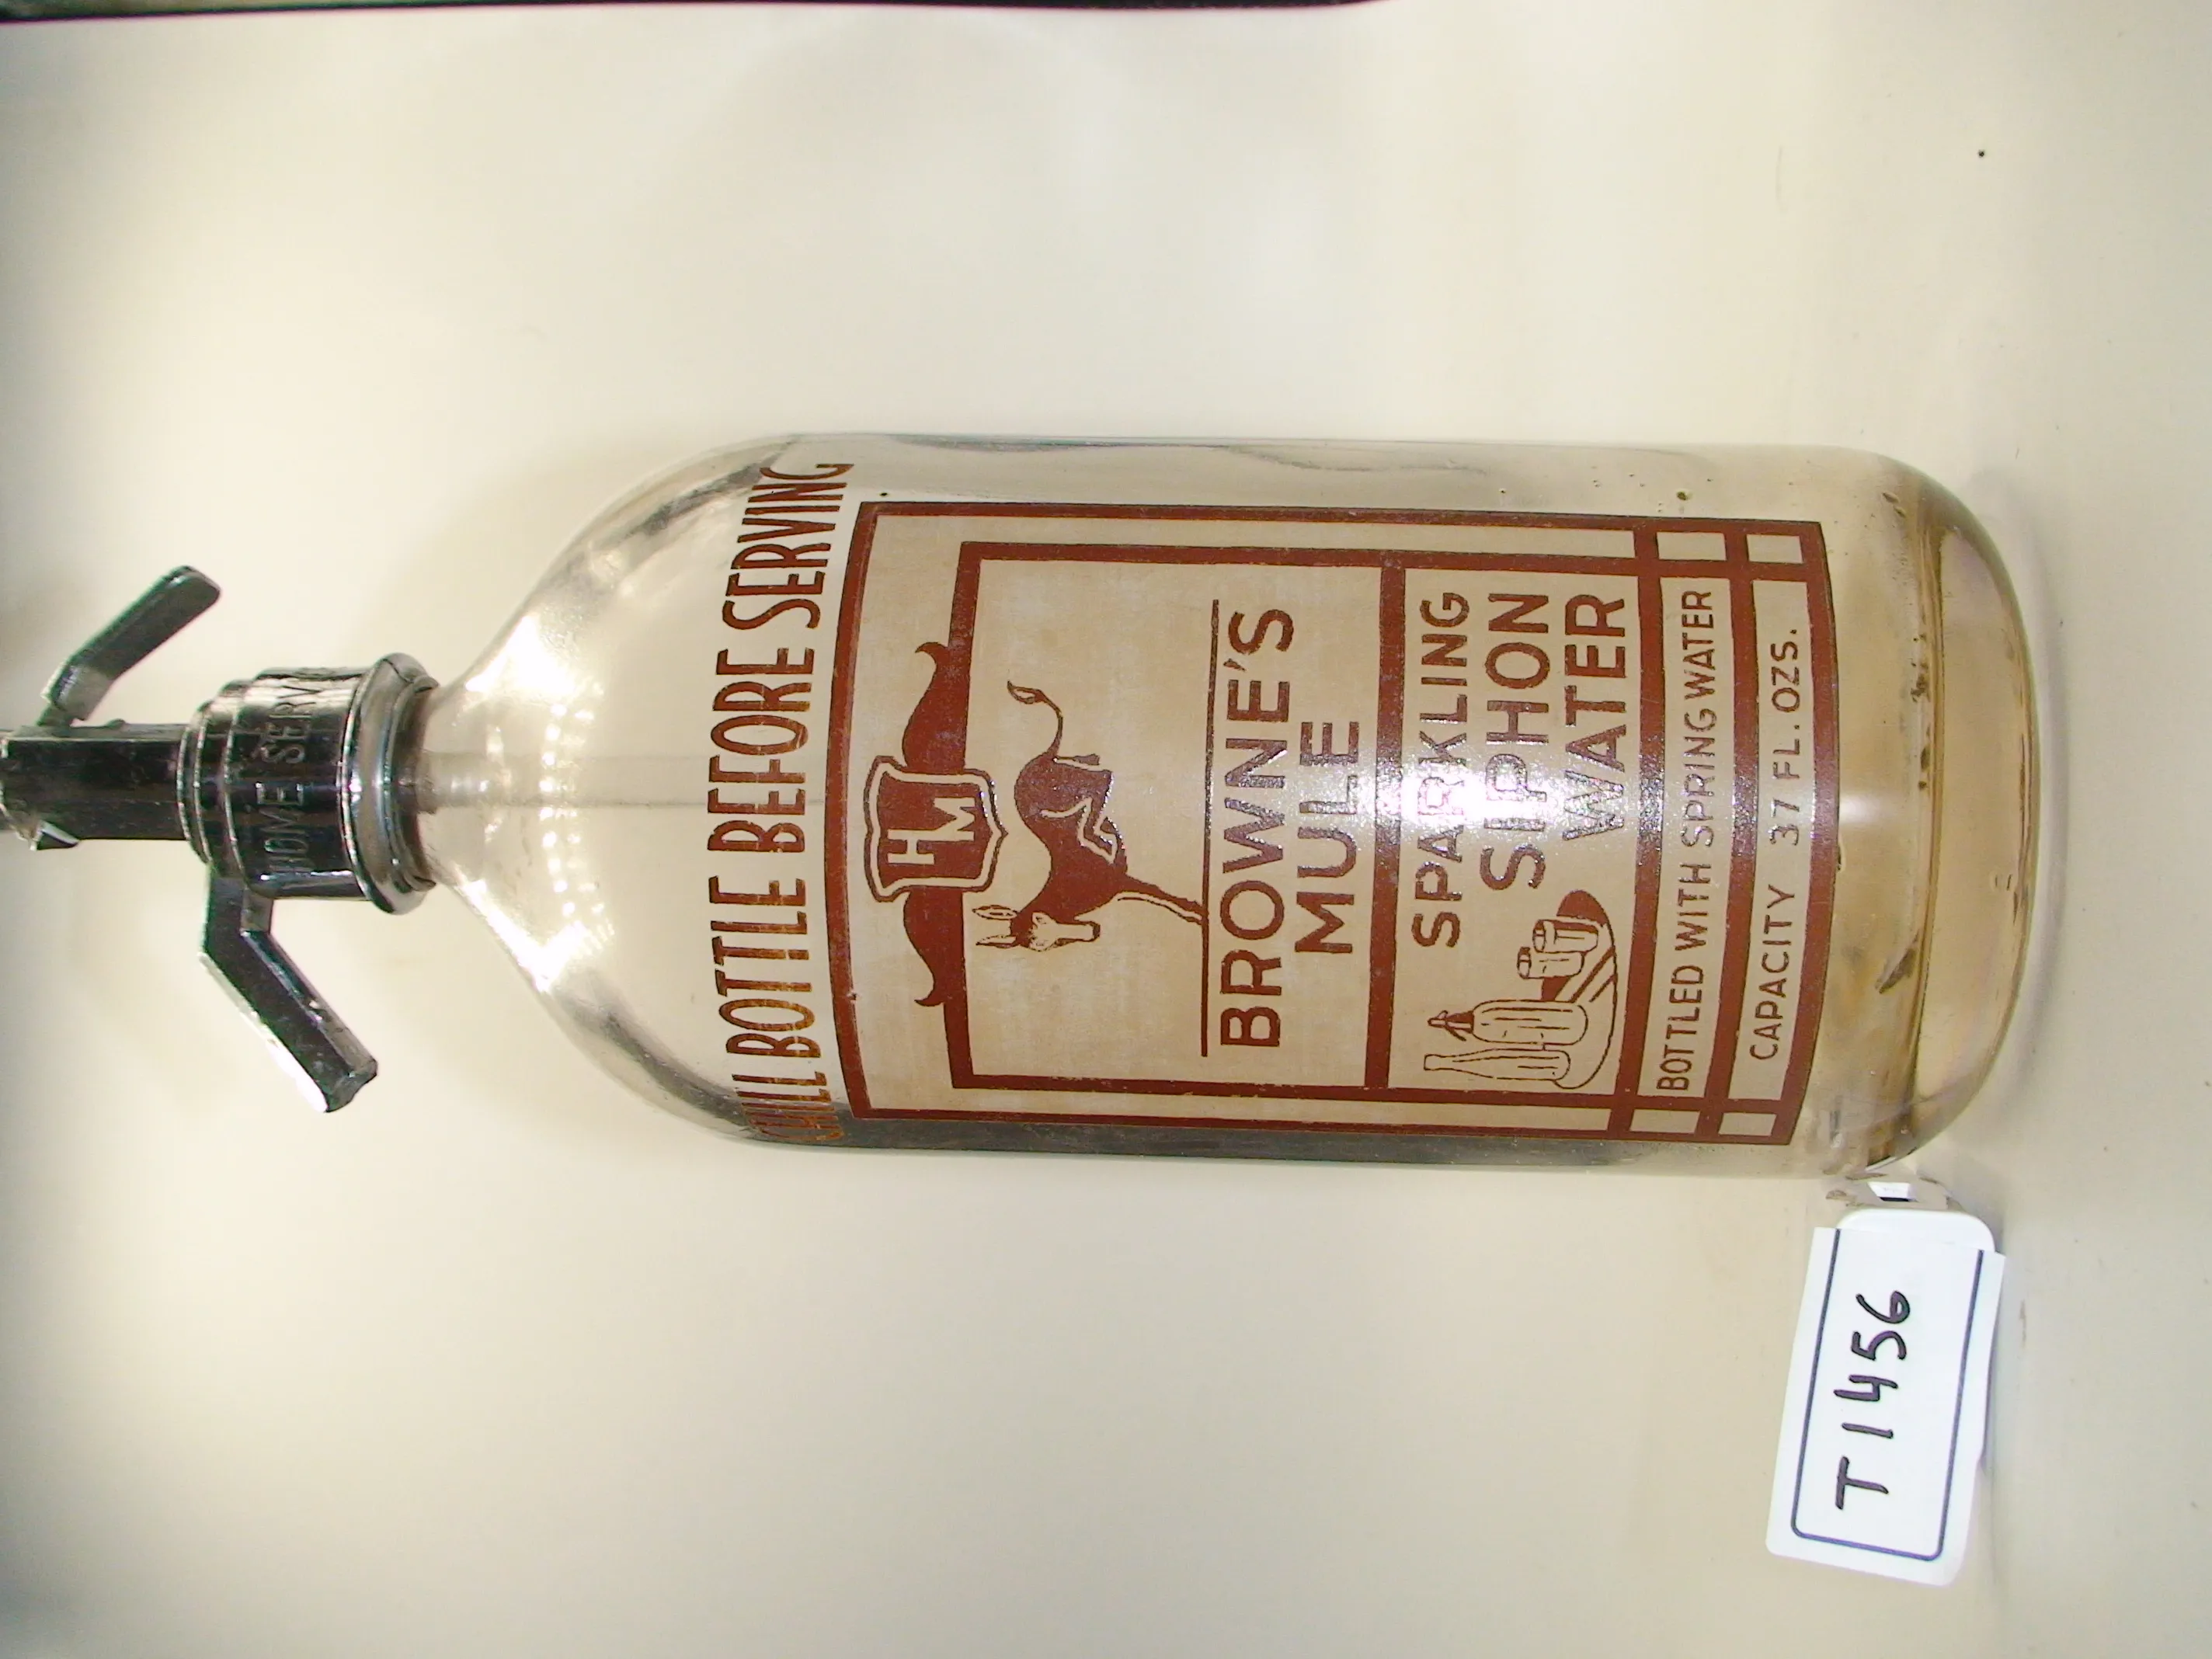 HOME SERV
CHILL BOTTLE BEFORE SERVING
HM
BROWNE'S
MULE
SPARKLING
SIPHON
WATER
BOTTLED WITH SPRING WATER
CAPACITY 37 FL. OZS.
T1456